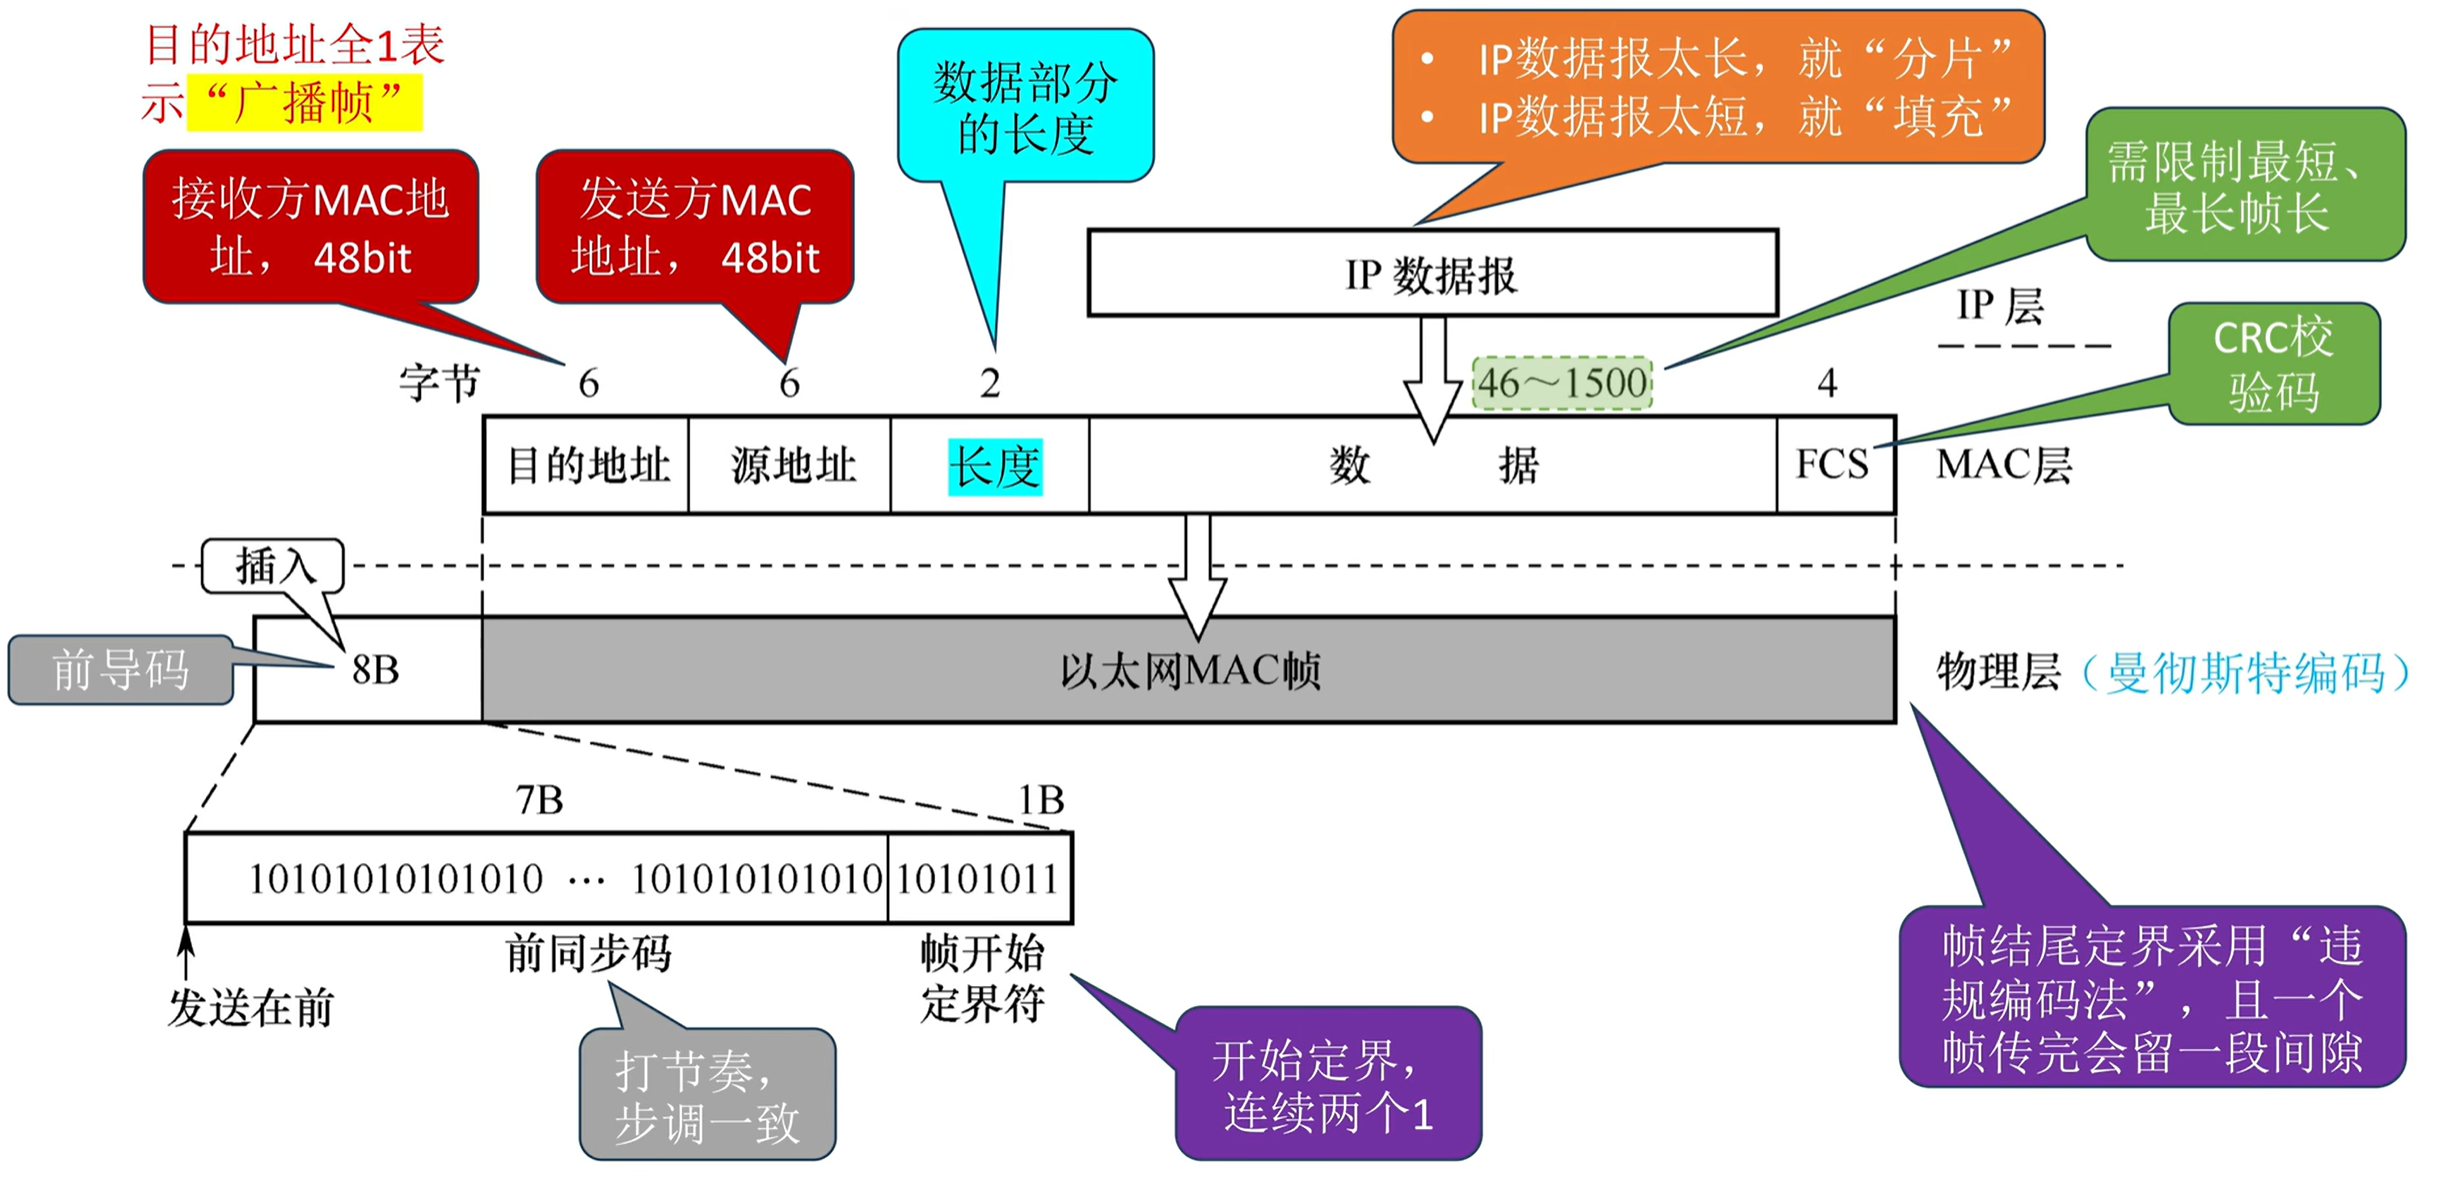 目的地址全1表
示“广播帧”
接收方MAC地
址， 48bit
发送方MAC
地址， 48bit
数据部分
的长度
• IP数据报太长，就“分片”
• IP数据报太短，就“填充”
需限制最短、
最长帧长
IP 数据报
IP 层
CRC校
验码
字节
6
6
2
46～1500
4
目的地址
源地址
长度
数 据
FCS
MAC层
插入
前导码
8B
以太网MAC帧
物理层（曼彻斯特编码）
7B
1B
10101010101010 … 101010101010
10101011
发送在前
前同步码
帧开始
定界符
打节奏，
步调一致
开始定界，
连续两个1
帧结尾定界采用“违
规编码法”，且一个
帧传完会留一段间隙